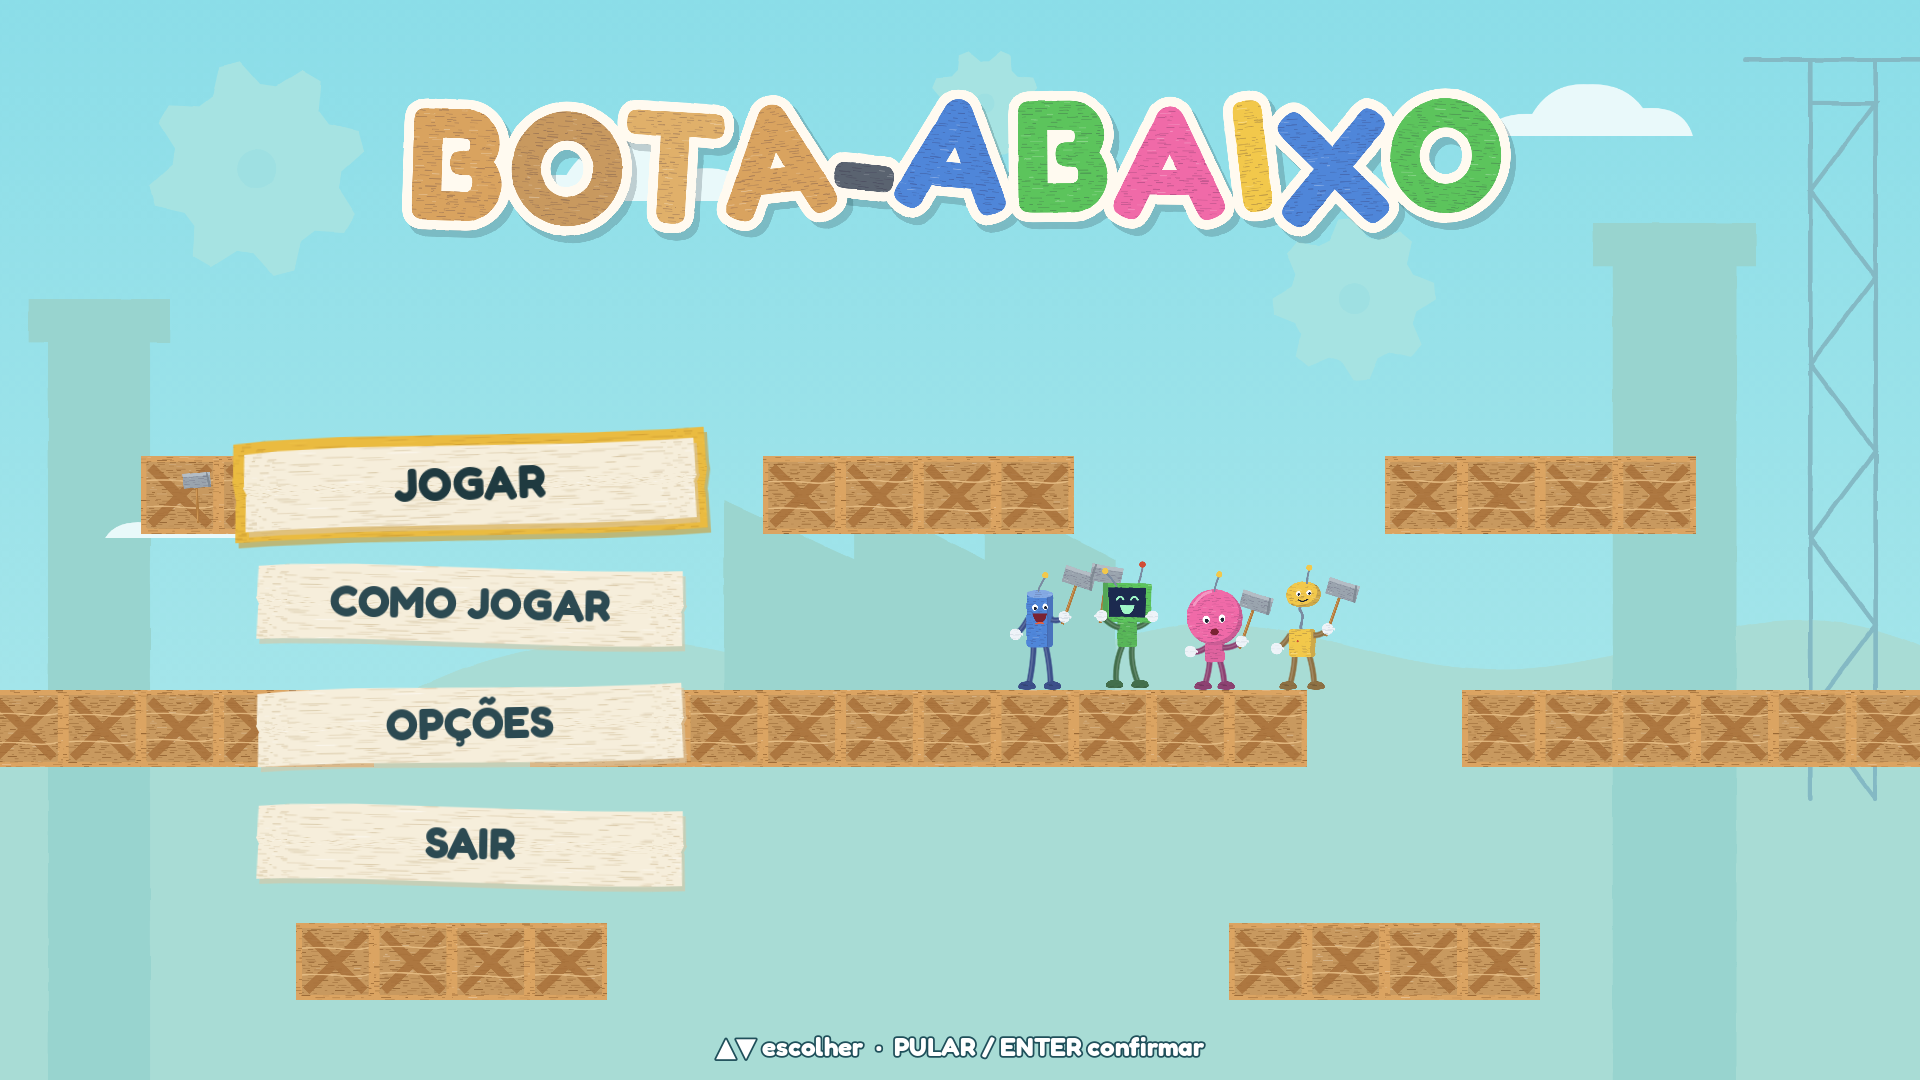 BOTA-ABAIXO
JOGAR
COMO JOGAR
OPÇÕES
SAIR
▲▼ escolher · PULAR / ENTER confirmar